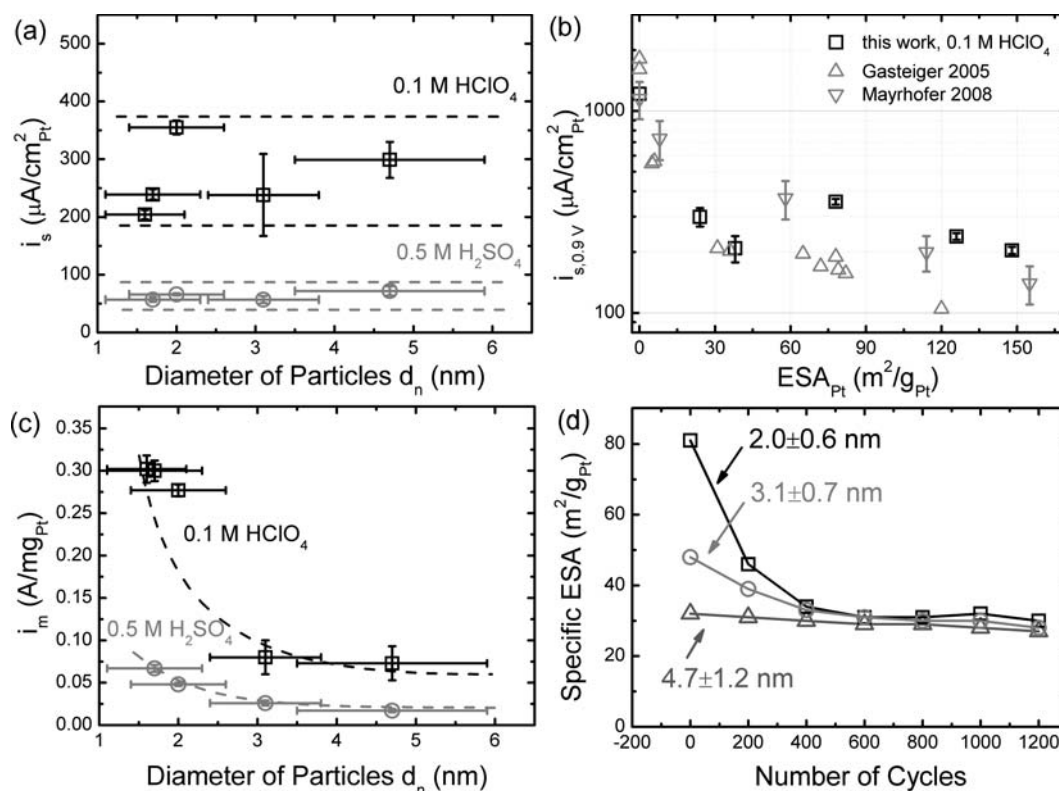 (a)
500
400
300
200
100
0
i_s (μA/cm²_Pt)
0.1 M HClO₄
0.5 M H₂SO₄
1 2 3 4 5 6
Diameter of Particles d_n (nm)
(b)
1000
100
i_s,0.9 V (μA/cm²_Pt)
this work, 0.1 M HClO₄
Gasteiger 2005
Mayrhofer 2008
0 30 60 90 120 150
ESA_Pt (m²/g_Pt)
(c)
0.35
0.30
0.25
0.20
0.15
0.10
0.05
0.00
i_m (A/mg_Pt)
0.1 M HClO₄
0.5 M H₂SO₄
1 2 3 4 5 6
Diameter of Particles d_n (nm)
(d)
80
60
40
20
0
Specific ESA (m²/g_Pt)
2.0±0.6 nm
3.1±0.7 nm
4.7±1.2 nm
-200 0 200 400 600 800 1000 1200
Number of Cycles